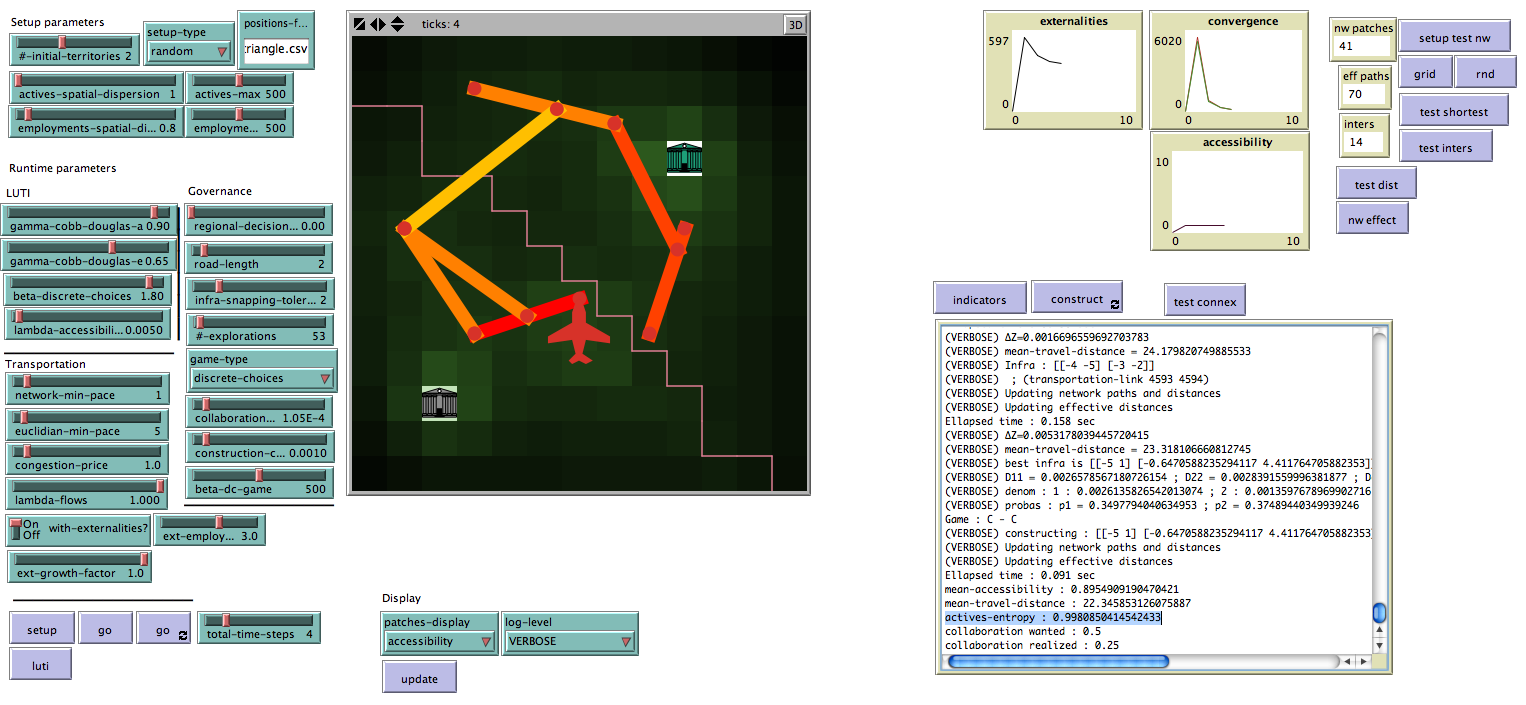 Setup parameters
#-initial-territories 2
setup-type
random
positions-f...
triangle.csv
actives-spatial-dispersion 1
actives-max 500
employments-spatial-di... 0.8
employme... 500
Runtime parameters
LUTI
gamma-cobb-douglas-a 0.90
gamma-cobb-douglas-e 0.65
beta-discrete-choices 1.80
lambda-accessibili... 0.0050
Transportation
network-min-pace 1
euclidian-min-pace 5
congestion-price 1.0
lambda-flows 1.000
On
Off
with-externalities?
ext-employ... 3.0
ext-growth-factor 1.0
Governance
regional-decision... 0.00
road-length 2
infra-snapping-toler... 2
#-explorations 53
game-type
discrete-choices
collaboration... 1.05E-4
construction-c... 0.0010
beta-dc-game 500
setup
go
go
total-time-steps 4
luti
ticks: 4
3D
Display
patches-display
accessibility
log-level
VERBOSE
update
externalities
597
0
0
10
convergence
6020
0
0
10
accessibility
10
0
0
10
nw patches
41
eff paths
70
inters
14
setup test nw
grid
rnd
test shortest
test inters
test dist
nw effect
indicators
construct
test connex
(VERBOSE) ΔZ=0.0016696559692703783
(VERBOSE) mean-travel-distance = 24.179820749885533
(VERBOSE) Infra : [[-4 -5] [-3 -2]]
(VERBOSE)  ; (transportation-link 4593 4594)
(VERBOSE) Updating network paths and distances
(VERBOSE) Updating effective distances
Ellapsed time : 0.158 sec
(VERBOSE) ΔZ=0.0053178039445720415
(VERBOSE) mean-travel-distance = 23.318106660812745
(VERBOSE) best infra is [[-5 1] [-0.6470588235294117 4.411764705882353]]
(VERBOSE) D11 = 0.0026578567180726154 ; D22 = 0.0028391559996381877 ; D
(VERBOSE) denom : 1 : 0.0026135826542013074 ; 2 : 0.0013597678969902716
(VERBOSE) probas : p1 = 0.3497794040634953 ; p2 = 0.37489440349939246
Game : C - C
(VERBOSE) constructing : [[-5 1] [-0.6470588235294117 4.411764705882353]
(VERBOSE) Updating network paths and distances
(VERBOSE) Updating effective distances
Ellapsed time : 0.091 sec
mean-accessibility : 0.8954909190470421
mean-travel-distance : 22.345853126075887
actives-entropy : 0.9980850414542433
collaboration wanted : 0.5
collaboration realized : 0.25